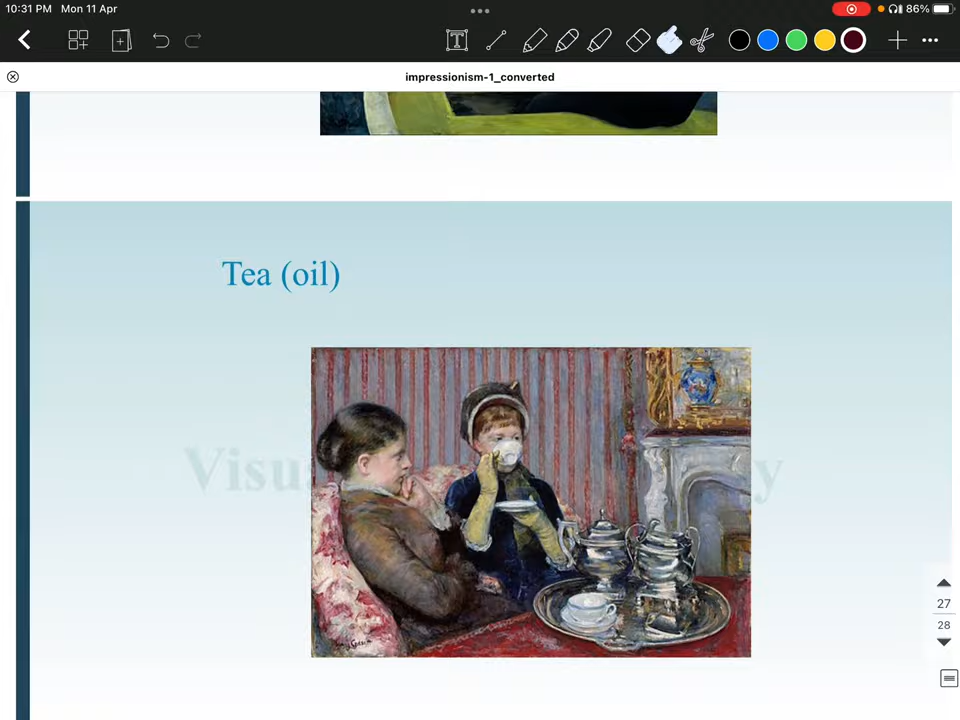 10:31 PM Mon 11 Apr
86%
impressionism-1_converted
Tea (oil)
27
28